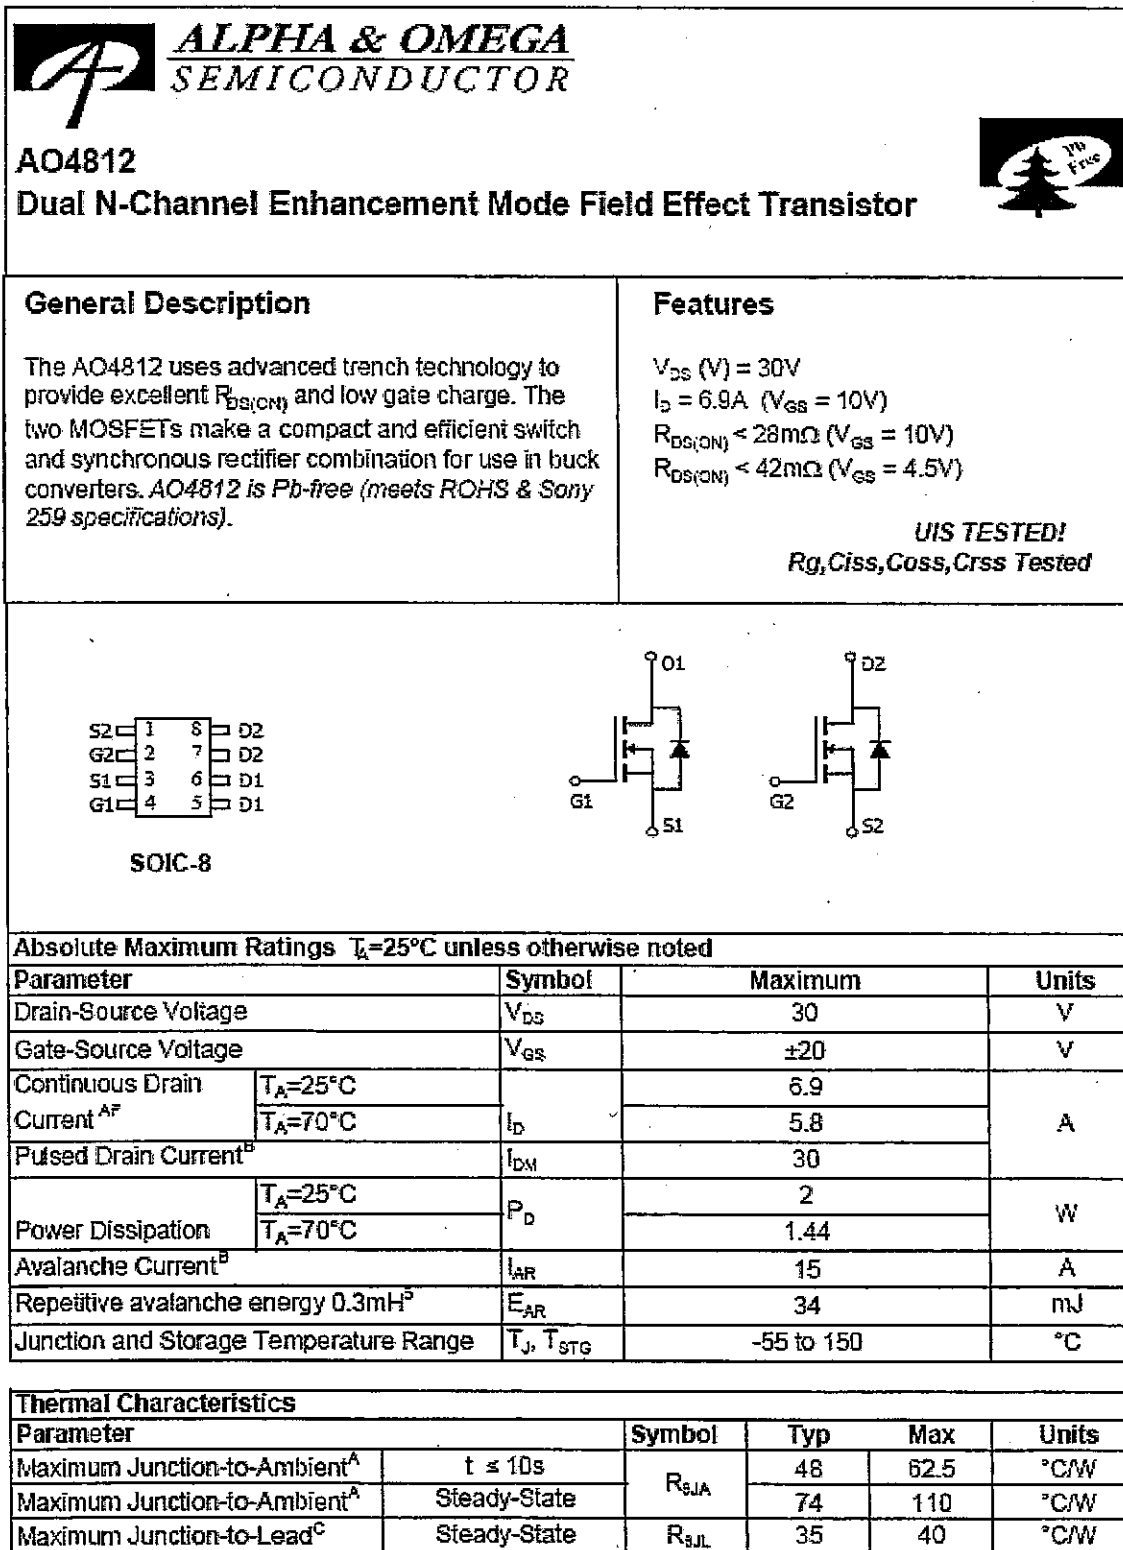 ALPHA & OMEGA
SEMICONDUCTOR
AO4812
Dual N-Channel Enhancement Mode Field Effect Transistor
Pb
Free
General Description
The AO4812 uses advanced trench technology to
provide excellent RDS(ON) and low gate charge. The
two MOSFETs make a compact and efficient switch
and synchronous rectifier combination for use in buck
converters. AO4812 is Pb-free (meets ROHS & Sony
259 specifications).
Features
VDS (V) = 30V
ID = 6.9A (VGS = 10V)
RDS(ON) < 28mΩ (VGS = 10V)
RDS(ON) < 42mΩ (VGS = 4.5V)
UIS TESTED!
Rg,Ciss,Coss,Crss Tested
S2 1 8 D2
G2 2 7 D2
S1 3 6 D1
G1 4 5 D1
SOIC-8
D1
G1
S1
D2
G2
S2
Absolute Maximum Ratings TA=25°C unless otherwise noted
Parameter Symbol Maximum Units
Drain-Source Voltage VDS 30 V
Gate-Source Voltage VGS ±20 V
Continuous Drain Current AF TA=25°C 6.9
TA=70°C ID 5.8 A
Pulsed Drain Current B IDM 30
Power Dissipation TA=25°C PD 2 W
TA=70°C 1.44
Avalanche Current B IAR 15 A
Repetitive avalanche energy 0.3mH B EAR 34 mJ
Junction and Storage Temperature Range TJ, TSTG -55 to 150 °C
Thermal Characteristics
Parameter Symbol Typ Max Units
Maximum Junction-to-Ambient A t ≤ 10s RθJA 48 62.5 °C/W
Maximum Junction-to-Ambient A Steady-State 74 110 °C/W
Maximum Junction-to-Lead C Steady-State RθJL 35 40 °C/W